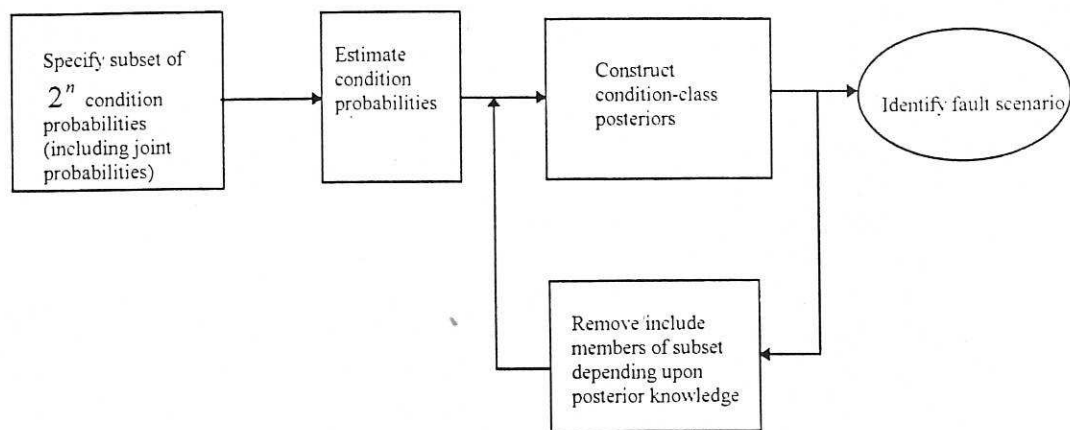 Specify subset of
2ⁿ condition
probabilities
(including joint
probabilities)
Estimate
condition
probabilities
Construct
condition-class
posteriors
Identify fault scenario
Remove/include
members of subset
depending upon
posterior knowledge